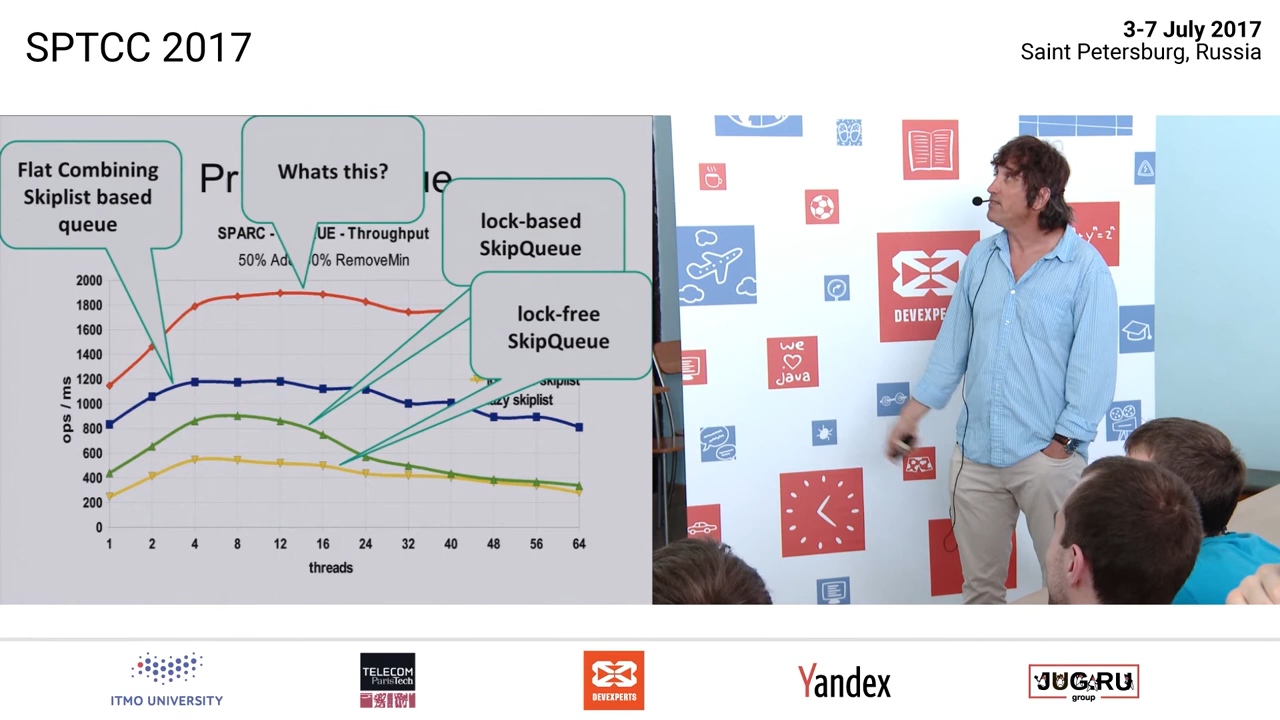 SPTCC 2017
3-7 July 2017
Saint Petersburg, Russia
Flat Combining
Skiplist based
queue
Whats this?
lock-based
SkipQueue
lock-free
SkipQueue
SPARC -
UE - Throughput
50% Ad
0% RemoveMin
2000
1800
1600
1400
1200
1000
800
600
400
200
0
ops / ms
skiplist
azy skiplist
1 2 4 8 12 16 24 32 40 48 56 64
threads
we
java
DEVEXPE
ITMO UNIVERSITY
TELECOM
ParisTech
DEVEXPERTS
Yandex
JUG.RU
group